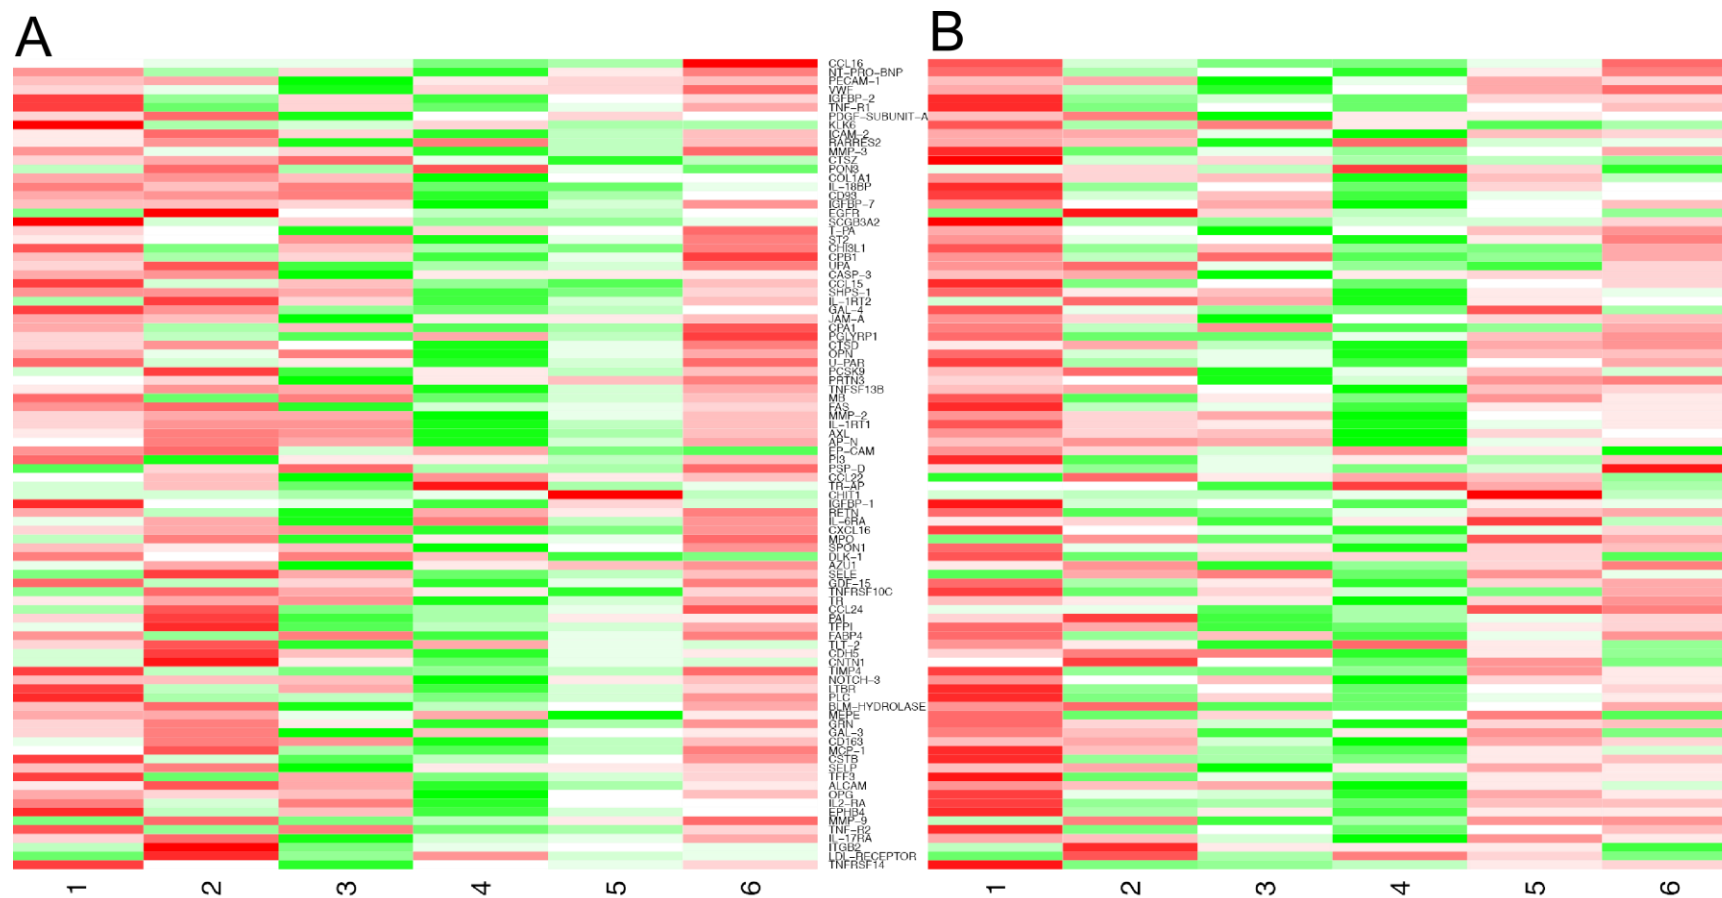 A
B
CCL16
NT-PRO-BNP
PECAM-1
VWF
IGFBP-2
TNF-R1
PDGF-SUBUNIT-A
KLK6
ICAM-2
RARRES2
MMP-3
CTSZ
PON3
COL1A1
IL-18BP
CD93
IGFBP-7
EGFR
SCGB3A2
T-PA
ST2
CHI3L1
CPB1
UPA
CASP-3
CCL15
SHPS-1
IL-1RT2
GAL-4
JAM-A
CPA1
PGLYRP1
CTSD
OPN
U-PAR
PCSK9
PRTN3
TNFSF13B
MB
FAS
MMP-2
IL-1RT1
AXL
AP-N
EP-CAM
PI3
PSP-D
CCL22
TR-AP
CHIT1
IGFBP-1
RETN
IL-6RA
CXCL16
MPO
SPON1
DLK-1
AZU1
SELE
GDF-15
TNFRSF10C
TR
CCL24
PAI
TFPI
FABP4
TLT-2
CDH5
CNTN1
TIMP4
NOTCH-3
LTBR
PLC
BLM-HYDROLASE
MEPE
GRN
GAL-3
CD163
MCP-1
CSTB
SELP
TFF3
ALCAM
OPG
IL2-RA
EPHB4
MMP-9
TNF-R2
IL-17RA
ITGB2
LDL-RECEPTOR
TNFRSF14
1 2 3 4 5 6
1 2 3 4 5 6